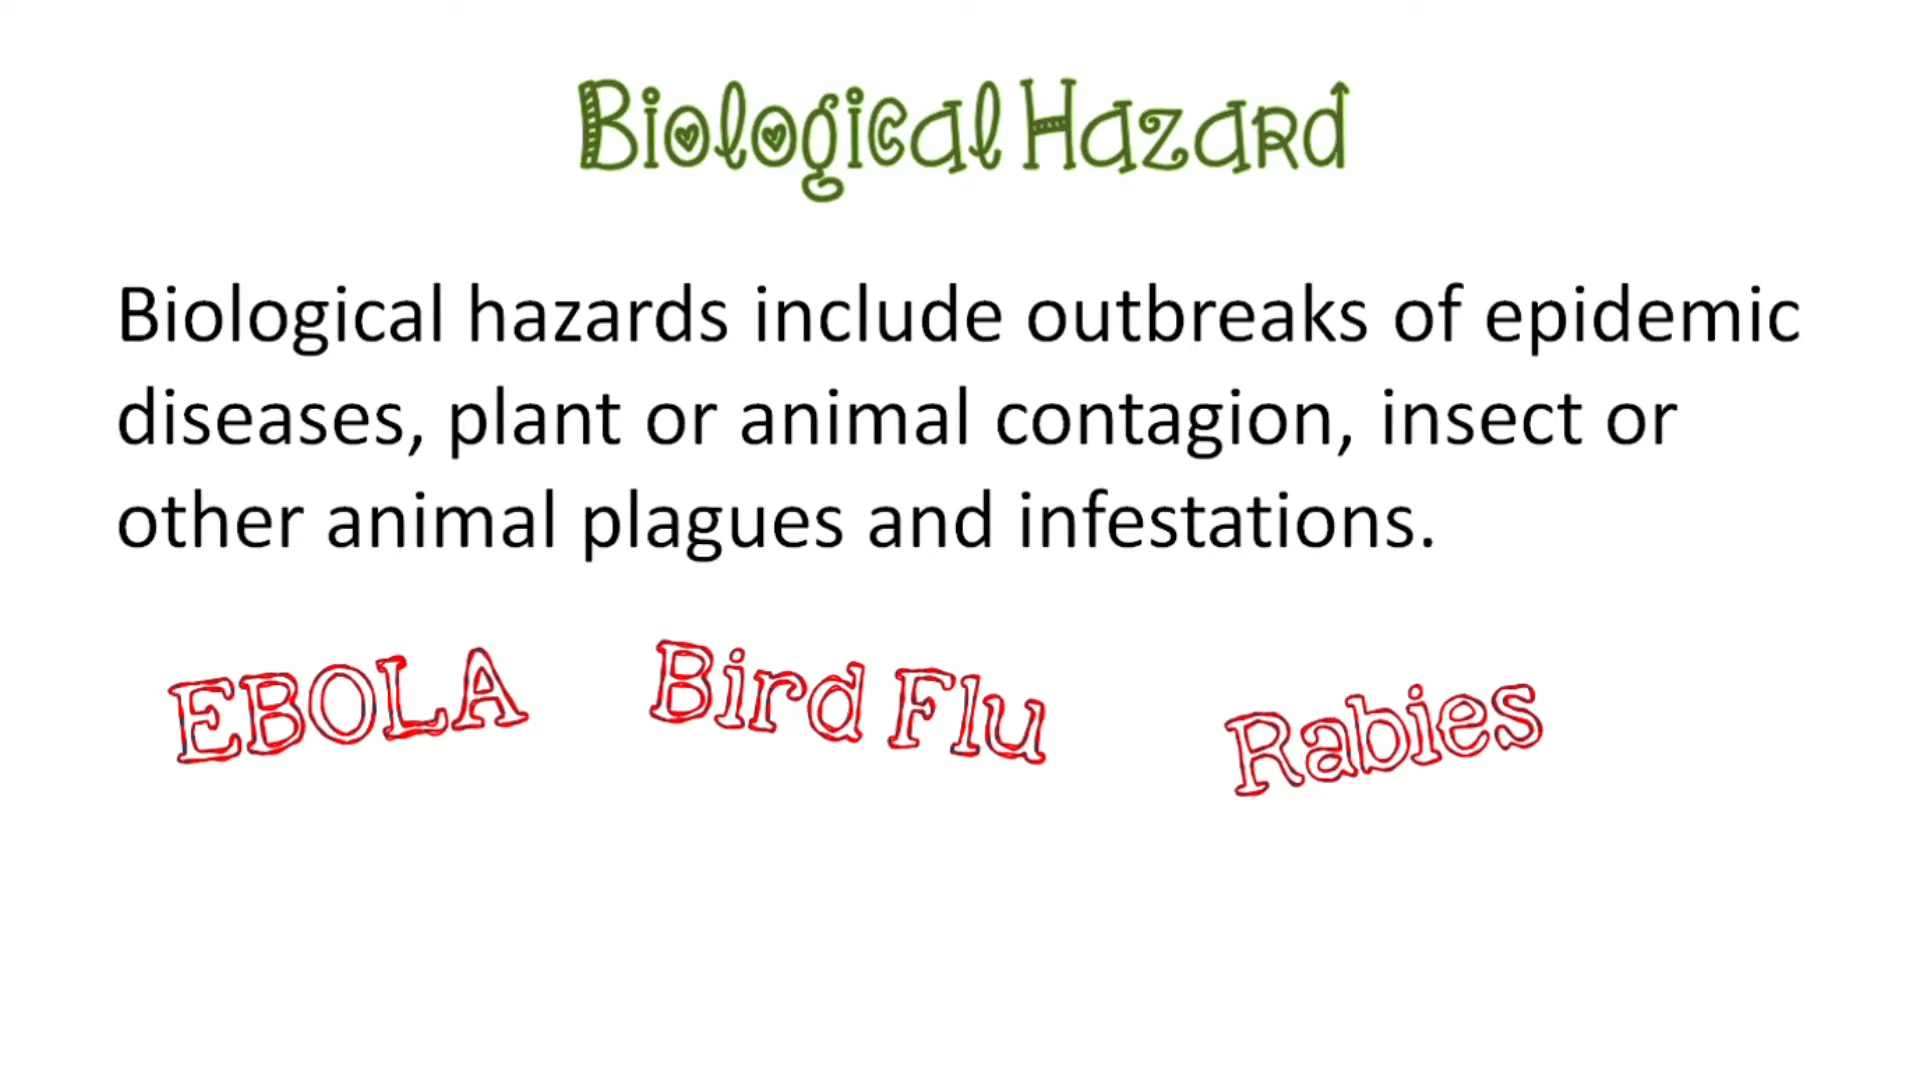 Biological Hazard
Biological hazards include outbreaks of epidemic
diseases, plant or animal contagion, insect or
other animal plagues and infestations.
EBOLA Bird Flu Rabies